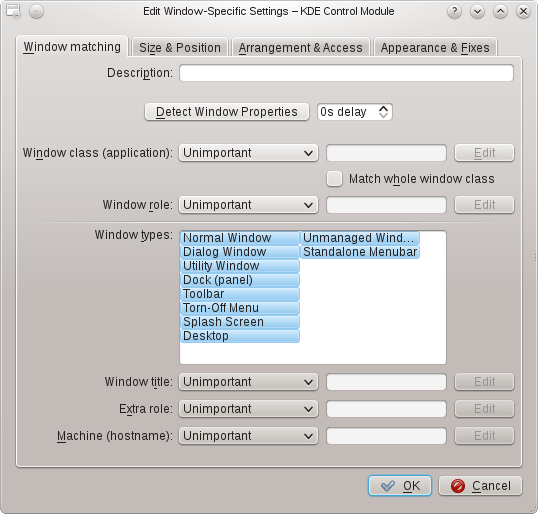 Edit Window-Specific Settings – KDE Control Module
Window matching Size & Position Arrangement & Access Appearance & Fixes
Description:
Detect Window Properties 0s delay
Window class (application): Unimportant Edit
Match whole window class
Window role: Unimportant Edit
Window types: Normal Window Unmanaged Wind...
Dialog Window Standalone Menubar
Utility Window
Dock (panel)
Toolbar
Torn-Off Menu
Splash Screen
Desktop
Window title: Unimportant Edit
Extra role: Unimportant Edit
Machine (hostname): Unimportant Edit
OK Cancel